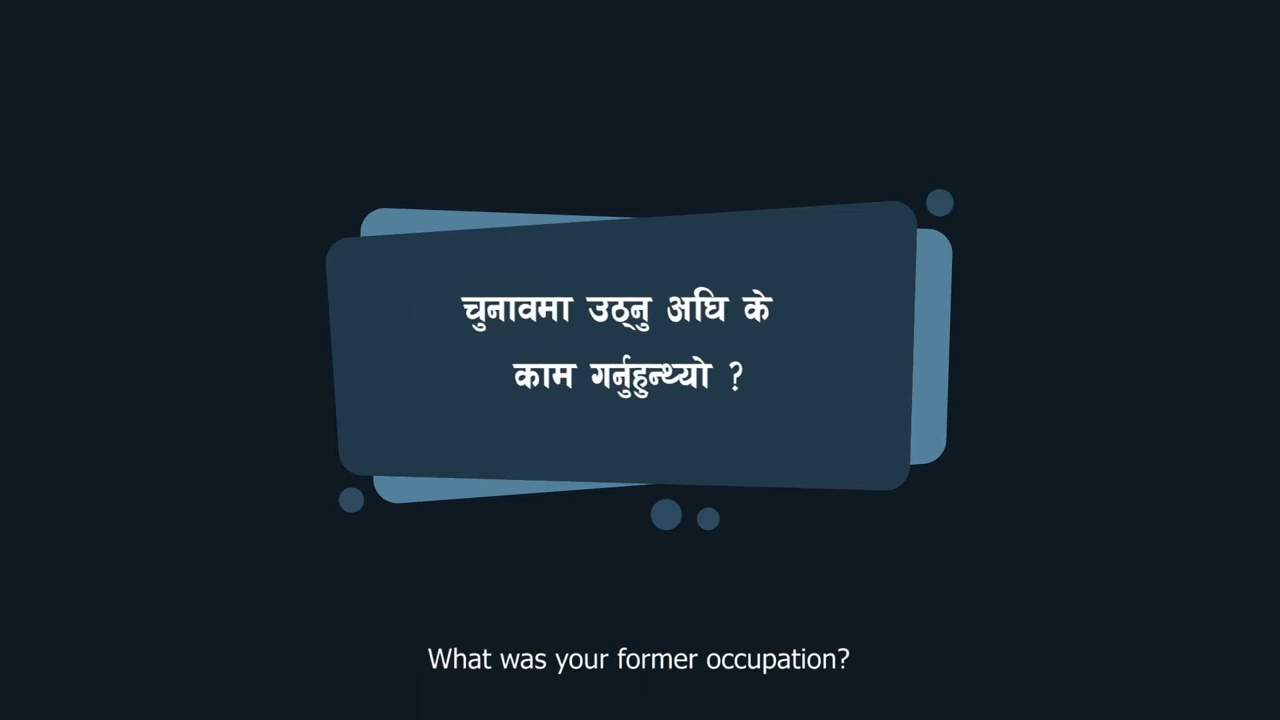 चुनावमा उठ्नु अघि के
काम गर्नुहुन्थ्यो ?
What was your former occupation?